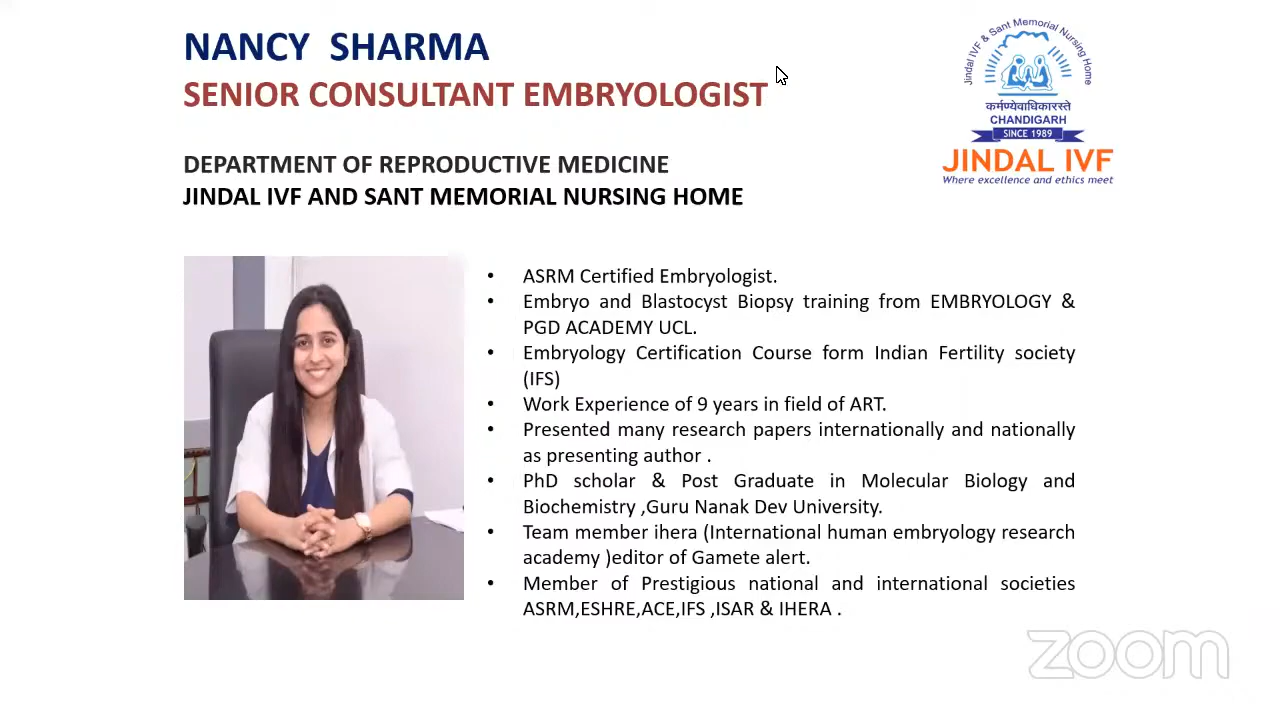 NANCY SHARMA
SENIOR CONSULTANT EMBRYOLOGIST
DEPARTMENT OF REPRODUCTIVE MEDICINE
JINDAL IVF AND SANT MEMORIAL NURSING HOME
Jindal IVF & Sant Memorial Nursing Home
कर्मण्येवाधिकारस्ते
CHANDIGARH
SINCE 1989
JINDAL IVF
Where excellence and ethics meet
• ASRM Certified Embryologist.
• Embryo and Blastocyst Biopsy training from EMBRYOLOGY &
PGD ACADEMY UCL.
• Embryology Certification Course form Indian Fertility society
(IFS)
• Work Experience of 9 years in field of ART.
• Presented many research papers internationally and nationally
as presenting author .
• PhD scholar & Post Graduate in Molecular Biology and
Biochemistry ,Guru Nanak Dev University.
• Team member ihera (International human embryology research
academy )editor of Gamete alert.
• Member of Prestigious national and international societies
ASRM,ESHRE,ACE,IFS ,ISAR & IHERA .
zoom